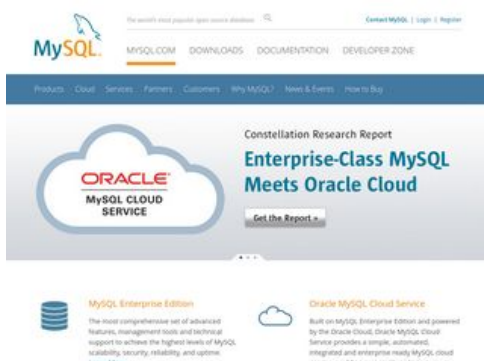 The world's most popular open source database
Contact MySQL | Login | Register
MySQL.
MYSQL.COM DOWNLOADS DOCUMENTATION DEVELOPER ZONE
Products Cloud Services Partners Customers Why MySQL? News & Events How to Buy
ORACLE
MySQL CLOUD
SERVICE
Constellation Research Report
Enterprise-Class MySQL
Meets Oracle Cloud
Get the Report »
MySQL Enterprise Edition
The most comprehensive set of advanced
features, management tools and technical
support to achieve the highest levels of MySQL
scalability, security, reliability, and uptime.
Oracle MySQL Cloud Service
Built on MySQL Enterprise Edition and powered
by the Oracle Cloud, Oracle MySQL Cloud
Service provides a simple, automated,
integrated and enterprise ready MySQL cloud